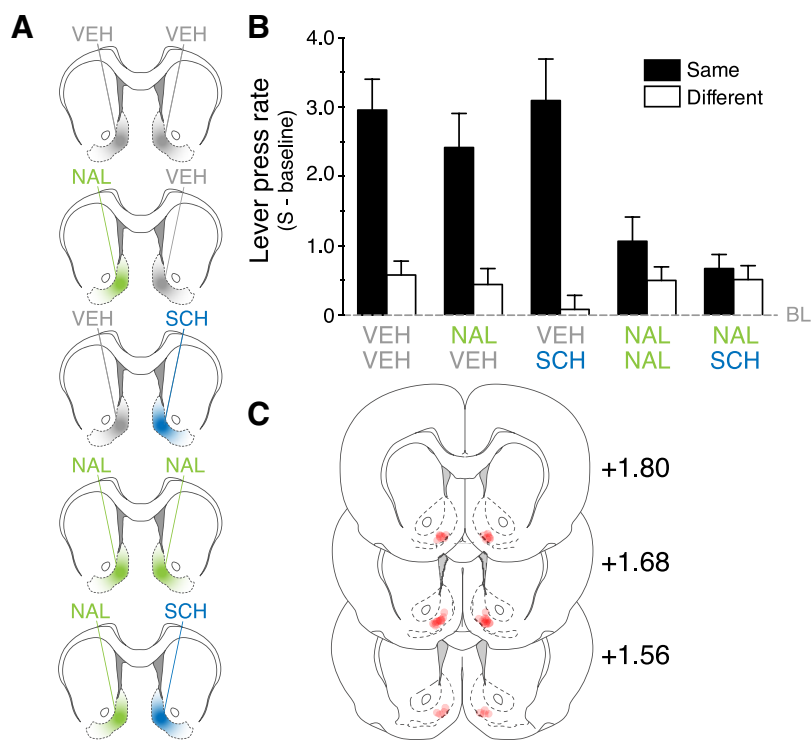 A
VEH VEH
NAL VEH
VEH SCH
NAL NAL
NAL SCH
B
Lever press rate
(S - baseline)
4.0
3.0
2.0
1.0
0
Same
Different
BL
VEH NAL VEH NAL NAL
VEH VEH SCH NAL SCH
C
+1.80
+1.68
+1.56